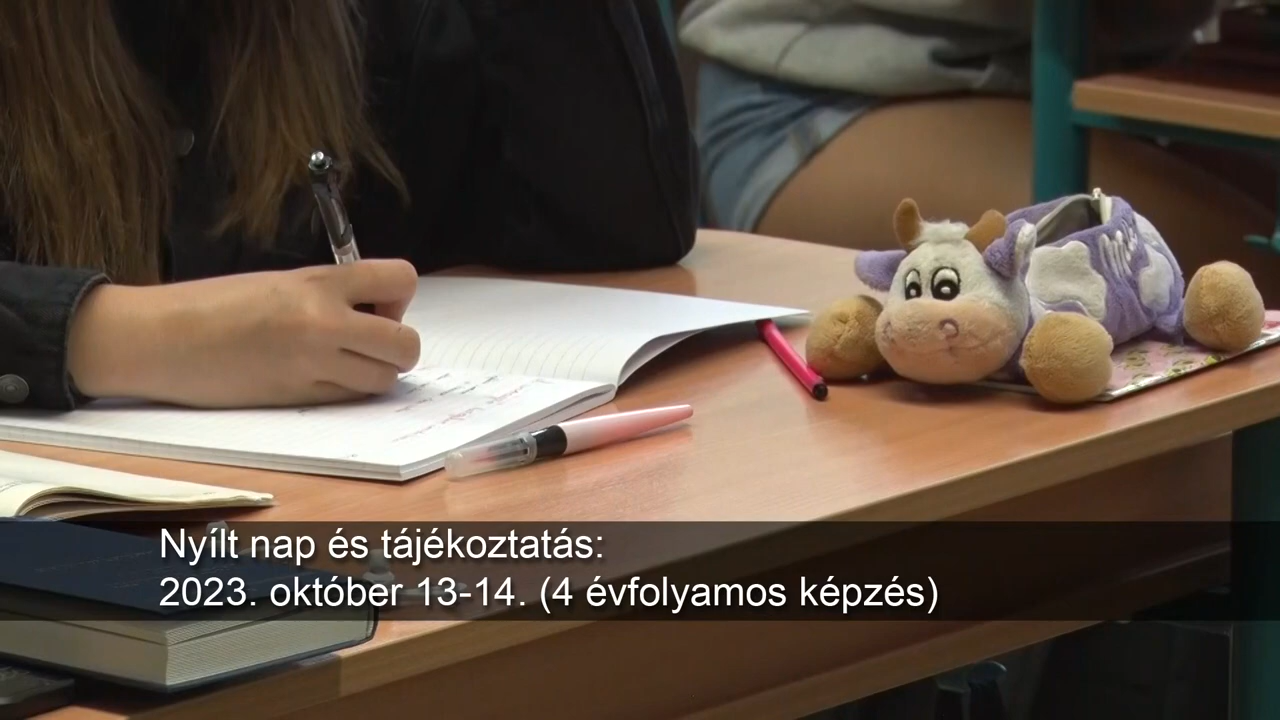 Nyílt nap és tájékoztatás:
2023. október 13-14. (4 évfolyamos képzés)